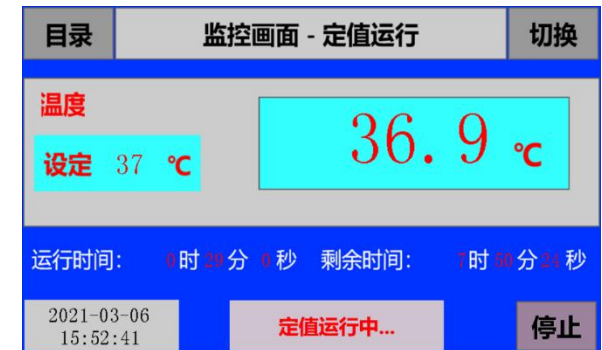 目录 监控画面 - 定值运行 切换
温度
36.9 ℃
设定 37 ℃
运行时间: 0时29分 0秒 剩余时间: 7时50分24秒
2021-03-06
15:52:41
定值运行中...
停止